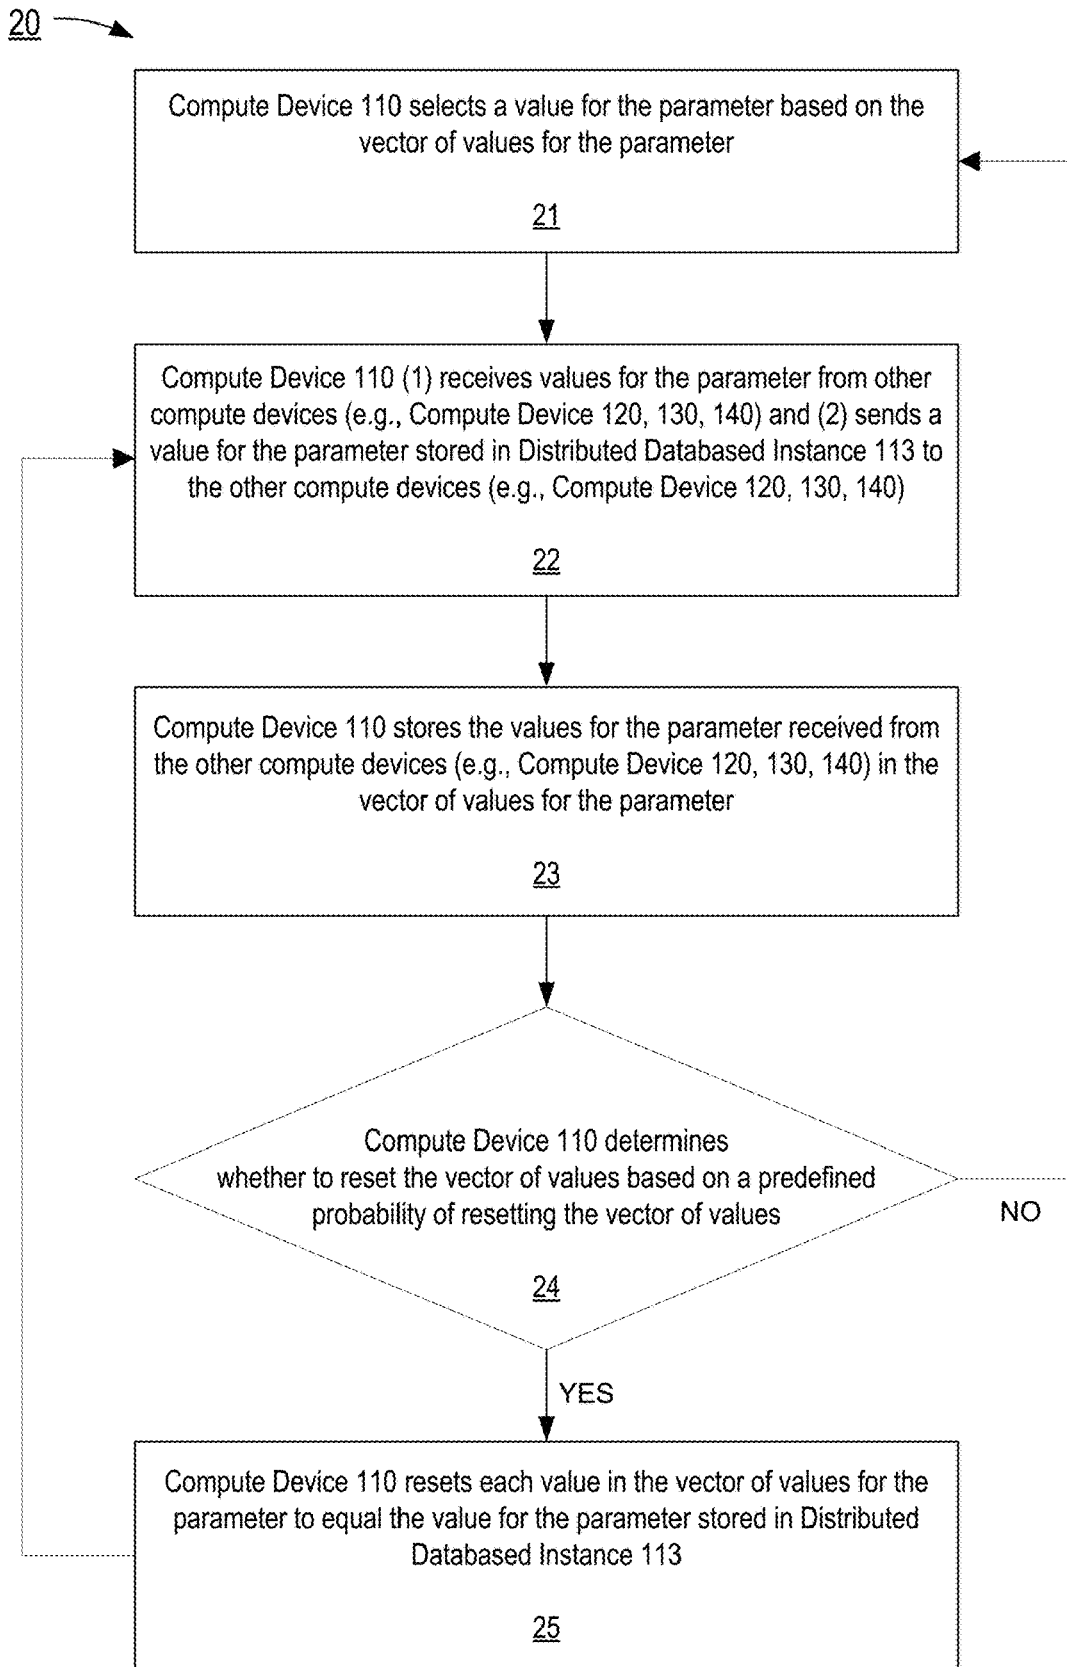 20
Compute Device 110 selects a value for the parameter based on the
vector of values for the parameter
21
Compute Device 110 (1) receives values for the parameter from other
compute devices (e.g., Compute Device 120, 130, 140) and (2) sends a
value for the parameter stored in Distributed Databased Instance 113 to
the other compute devices (e.g., Compute Device 120, 130, 140)
22
Compute Device 110 stores the values for the parameter received from
the other compute devices (e.g., Compute Device 120, 130, 140) in the
vector of values for the parameter
23
Compute Device 110 determines
whether to reset the vector of values based on a predefined
probability of resetting the vector of values
24
NO
YES
Compute Device 110 resets each value in the vector of values for the
parameter to equal the value for the parameter stored in Distributed
Databased Instance 113
25